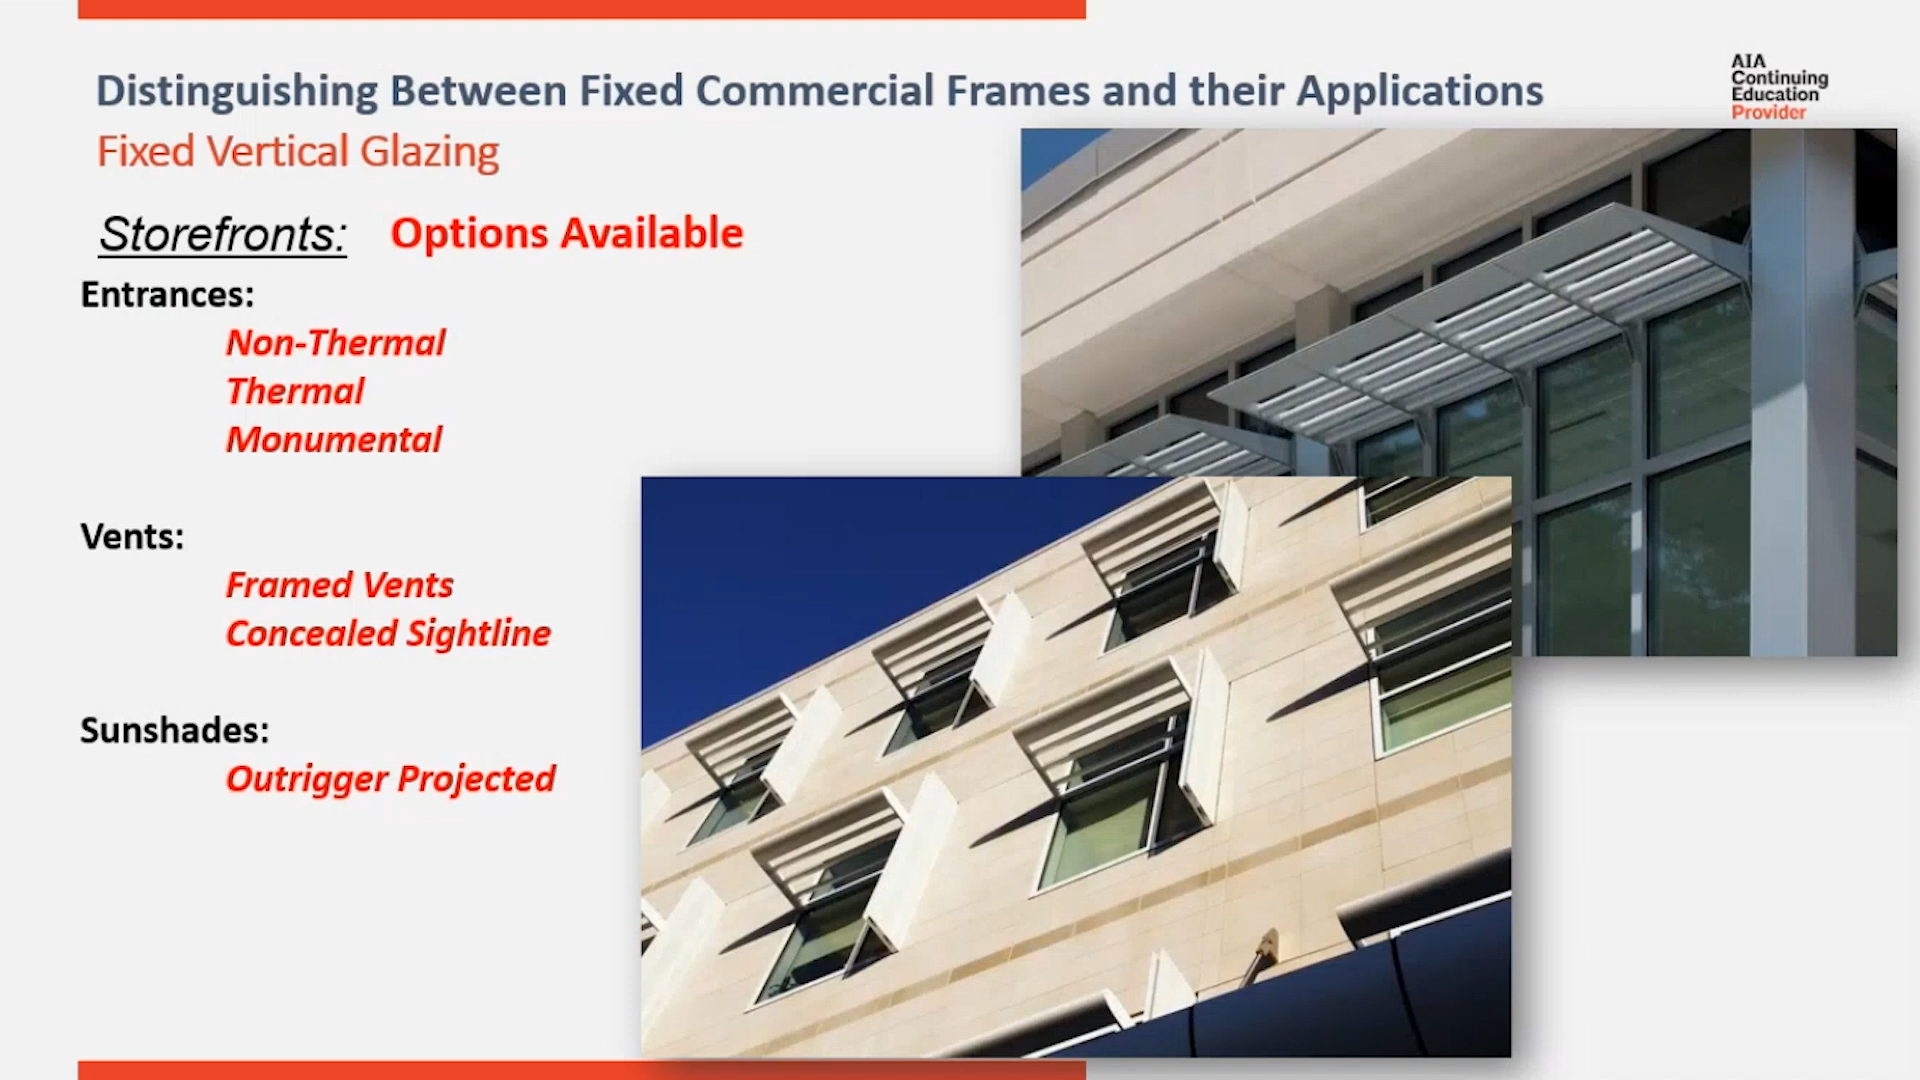 Distinguishing Between Fixed Commercial Frames and their Applications
Fixed Vertical Glazing
AIA
Continuing
Education
Provider
Storefronts: Options Available
Entrances:
Non-Thermal
Thermal
Monumental
Vents:
Framed Vents
Concealed Sightline
Sunshades:
Outrigger Projected